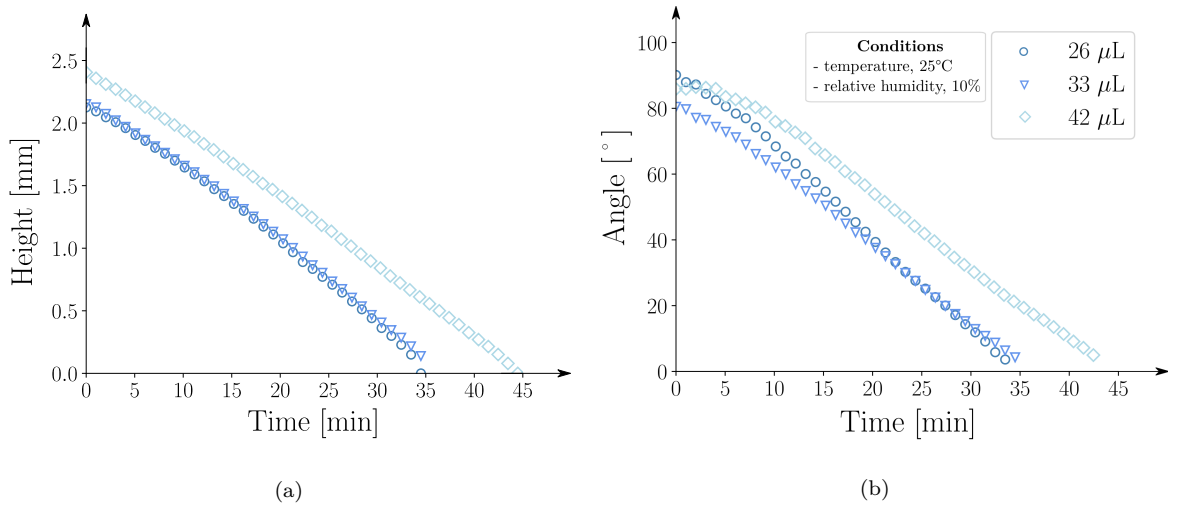 2.5
2.0
1.5
1.0
0.5
0.0
0 5 10 15 20 25 30 35 40 45
Height [mm]
Time [min]
(a)
100
80
60
40
20
0
0 5 10 15 20 25 30 35 40 45
Angle [°]
Time [min]
Conditions
- temperature, 25°C
- relative humidity, 10%
26 μL
33 μL
42 μL
(b)